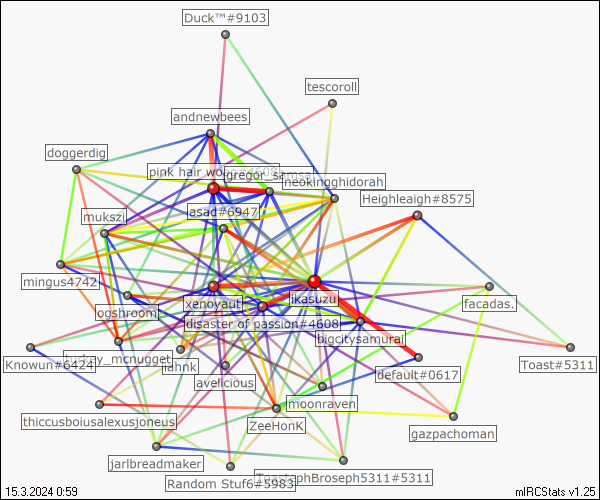 Duck™#9103
tescoroll
andnewbees
doggerdig
pink hair wo
gregor_samsa
neokingghidorah
Heighleaigh#8575
mukszi
asad#6947
mingus4742
xenoyaut
ikasuzu
facadas.
ogshroom
disaster of passion#4608
bigcitysamurai
Knowun#6424
turkey_mcnugget
fahnk
Toast#5311
avelicious
default#0617
moonraven
thiccusboiusalexusjoneus
ZeeHonK
gazpachoman
jarlbreadmaker
Random Stuf6#5983
ToastephBroseph5311#5311
15.3.2024 0:59
mIRCStats v1.25